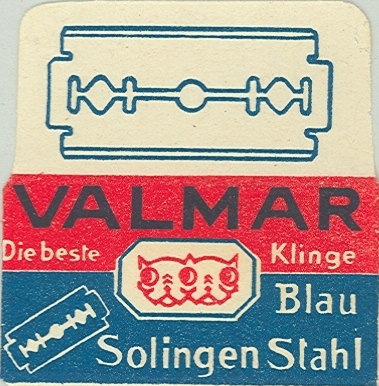 VALMAR
Die beste Klinge
Blau
Solingen Stahl